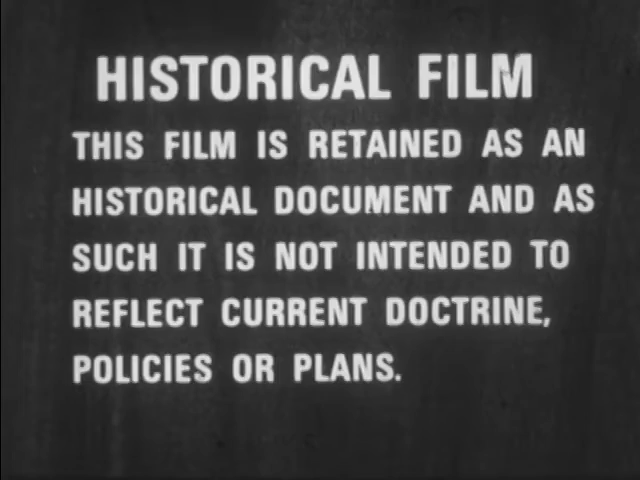 HISTORICAL FILM
THIS FILM IS RETAINED AS AN
HISTORICAL DOCUMENT AND AS
SUCH IT IS NOT INTENDED TO
REFLECT CURRENT DOCTRINE,
POLICIES OR PLANS.